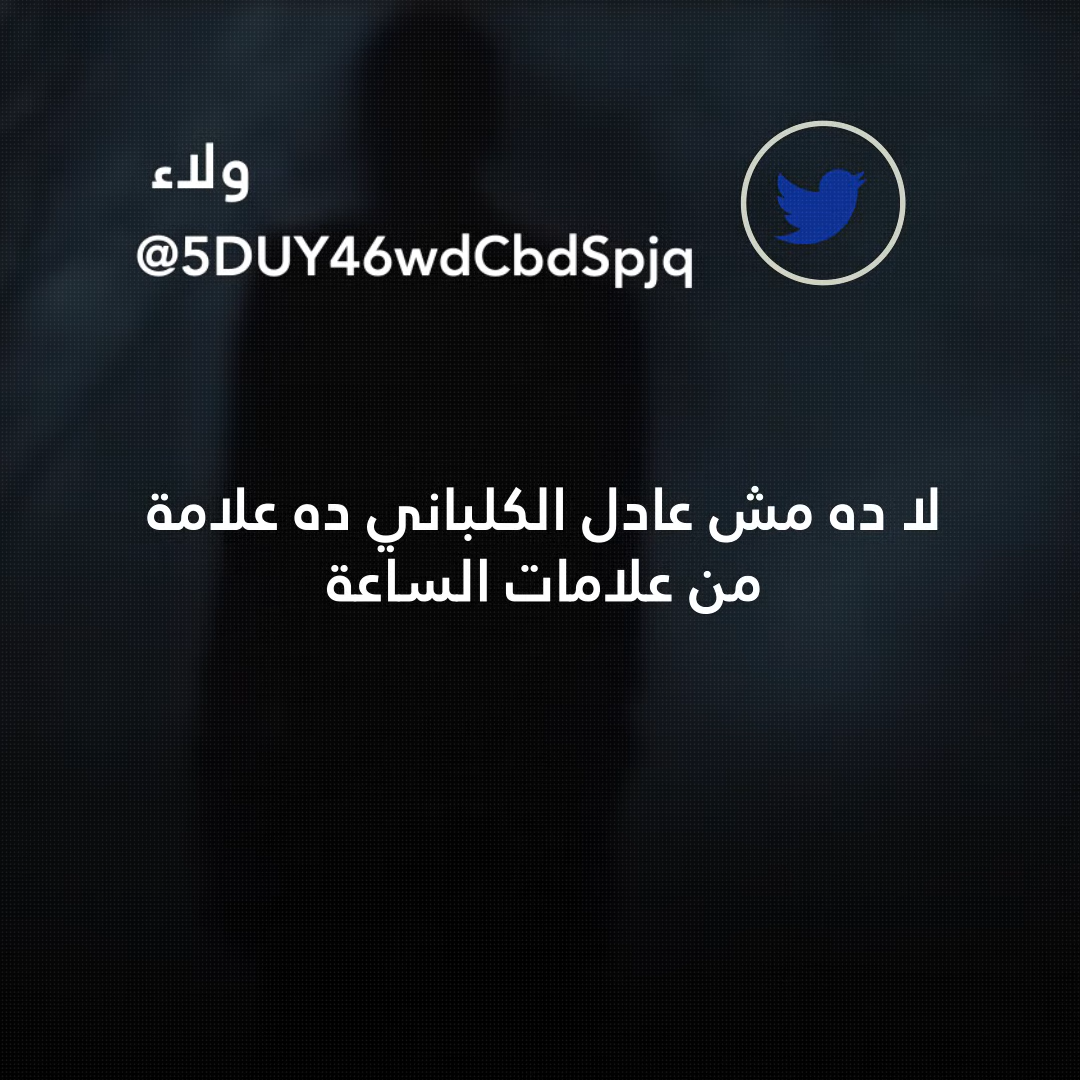 ولاء
@5DUY46wdCbdSpjq
لا ده مش عادل الكلباني ده علامة
من علامات الساعة